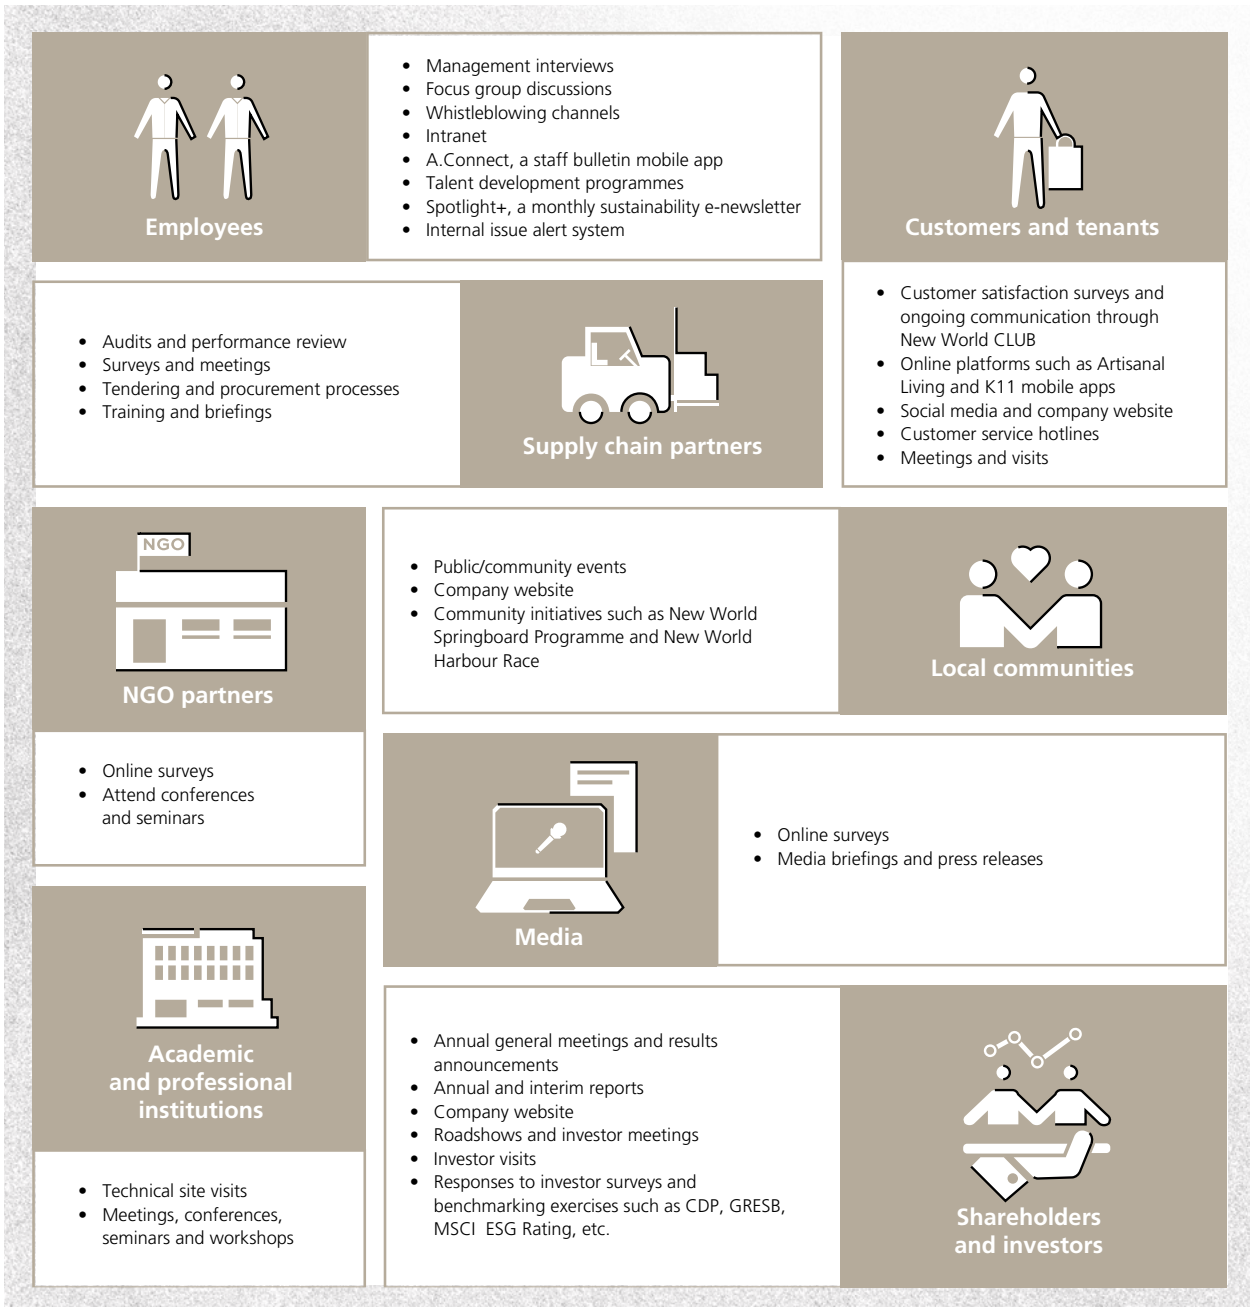 Employees
• Management interviews
• Focus group discussions
• Whistleblowing channels
• Intranet
• A.Connect, a staff bulletin mobile app
• Talent development programmes
• Spotlight+, a monthly sustainability e-newsletter
• Internal issue alert system
Customers and tenants
• Customer satisfaction surveys and
ongoing communication through
New World CLUB
• Online platforms such as Artisanal
Living and K11 mobile apps
• Social media and company website
• Customer service hotlines
• Meetings and visits
• Audits and performance review
• Surveys and meetings
• Tendering and procurement processes
• Training and briefings
Supply chain partners
NGO
NGO partners
• Online surveys
• Attend conferences
and seminars
• Public/community events
• Company website
• Community initiatives such as New World
Springboard Programme and New World
Harbour Race
Local communities
Media
• Online surveys
• Media briefings and press releases
Academic
and professional
institutions
• Technical site visits
• Meetings, conferences,
seminars and workshops
• Annual general meetings and results
announcements
• Annual and interim reports
• Company website
• Roadshows and investor meetings
• Investor visits
• Responses to investor surveys and
benchmarking exercises such as CDP, GRESB,
MSCI ESG Rating, etc.
Shareholders
and investors